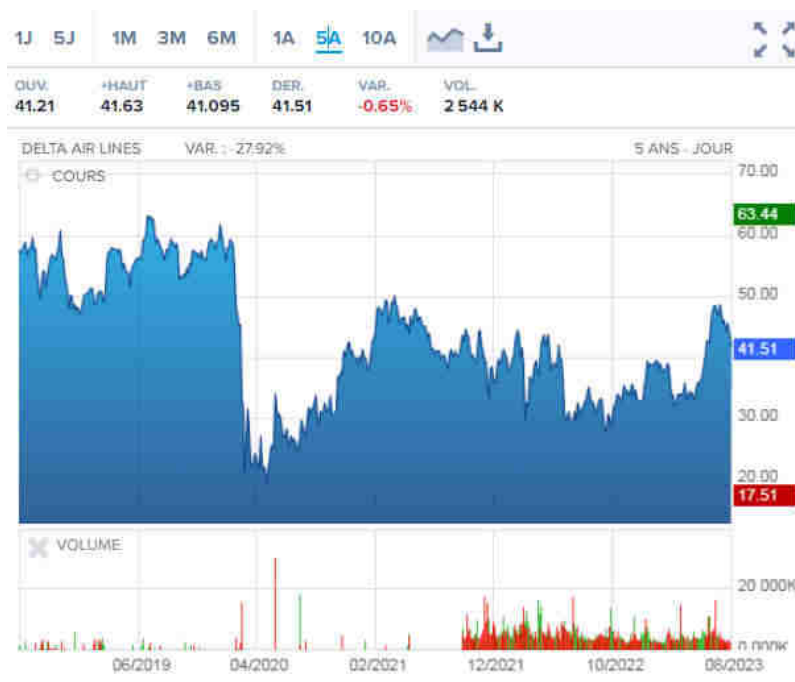 1J 5J 1M 3M 6M 1A 5A 10A
OUV. +HAUT +BAS DER. VAR. VOL.
41.21 41.63 41.095 41.51 -0.65% 2 544 K
DELTA AIR LINES VAR. : -27.92% 5 ANS - JOUR
COURS
70.00
63.44
60.00
50.00
41.51
30.00
20.00
17.51
VOLUME
20 000K
0.000K
06/2019 04/2020 02/2021 12/2021 10/2022 08/2023